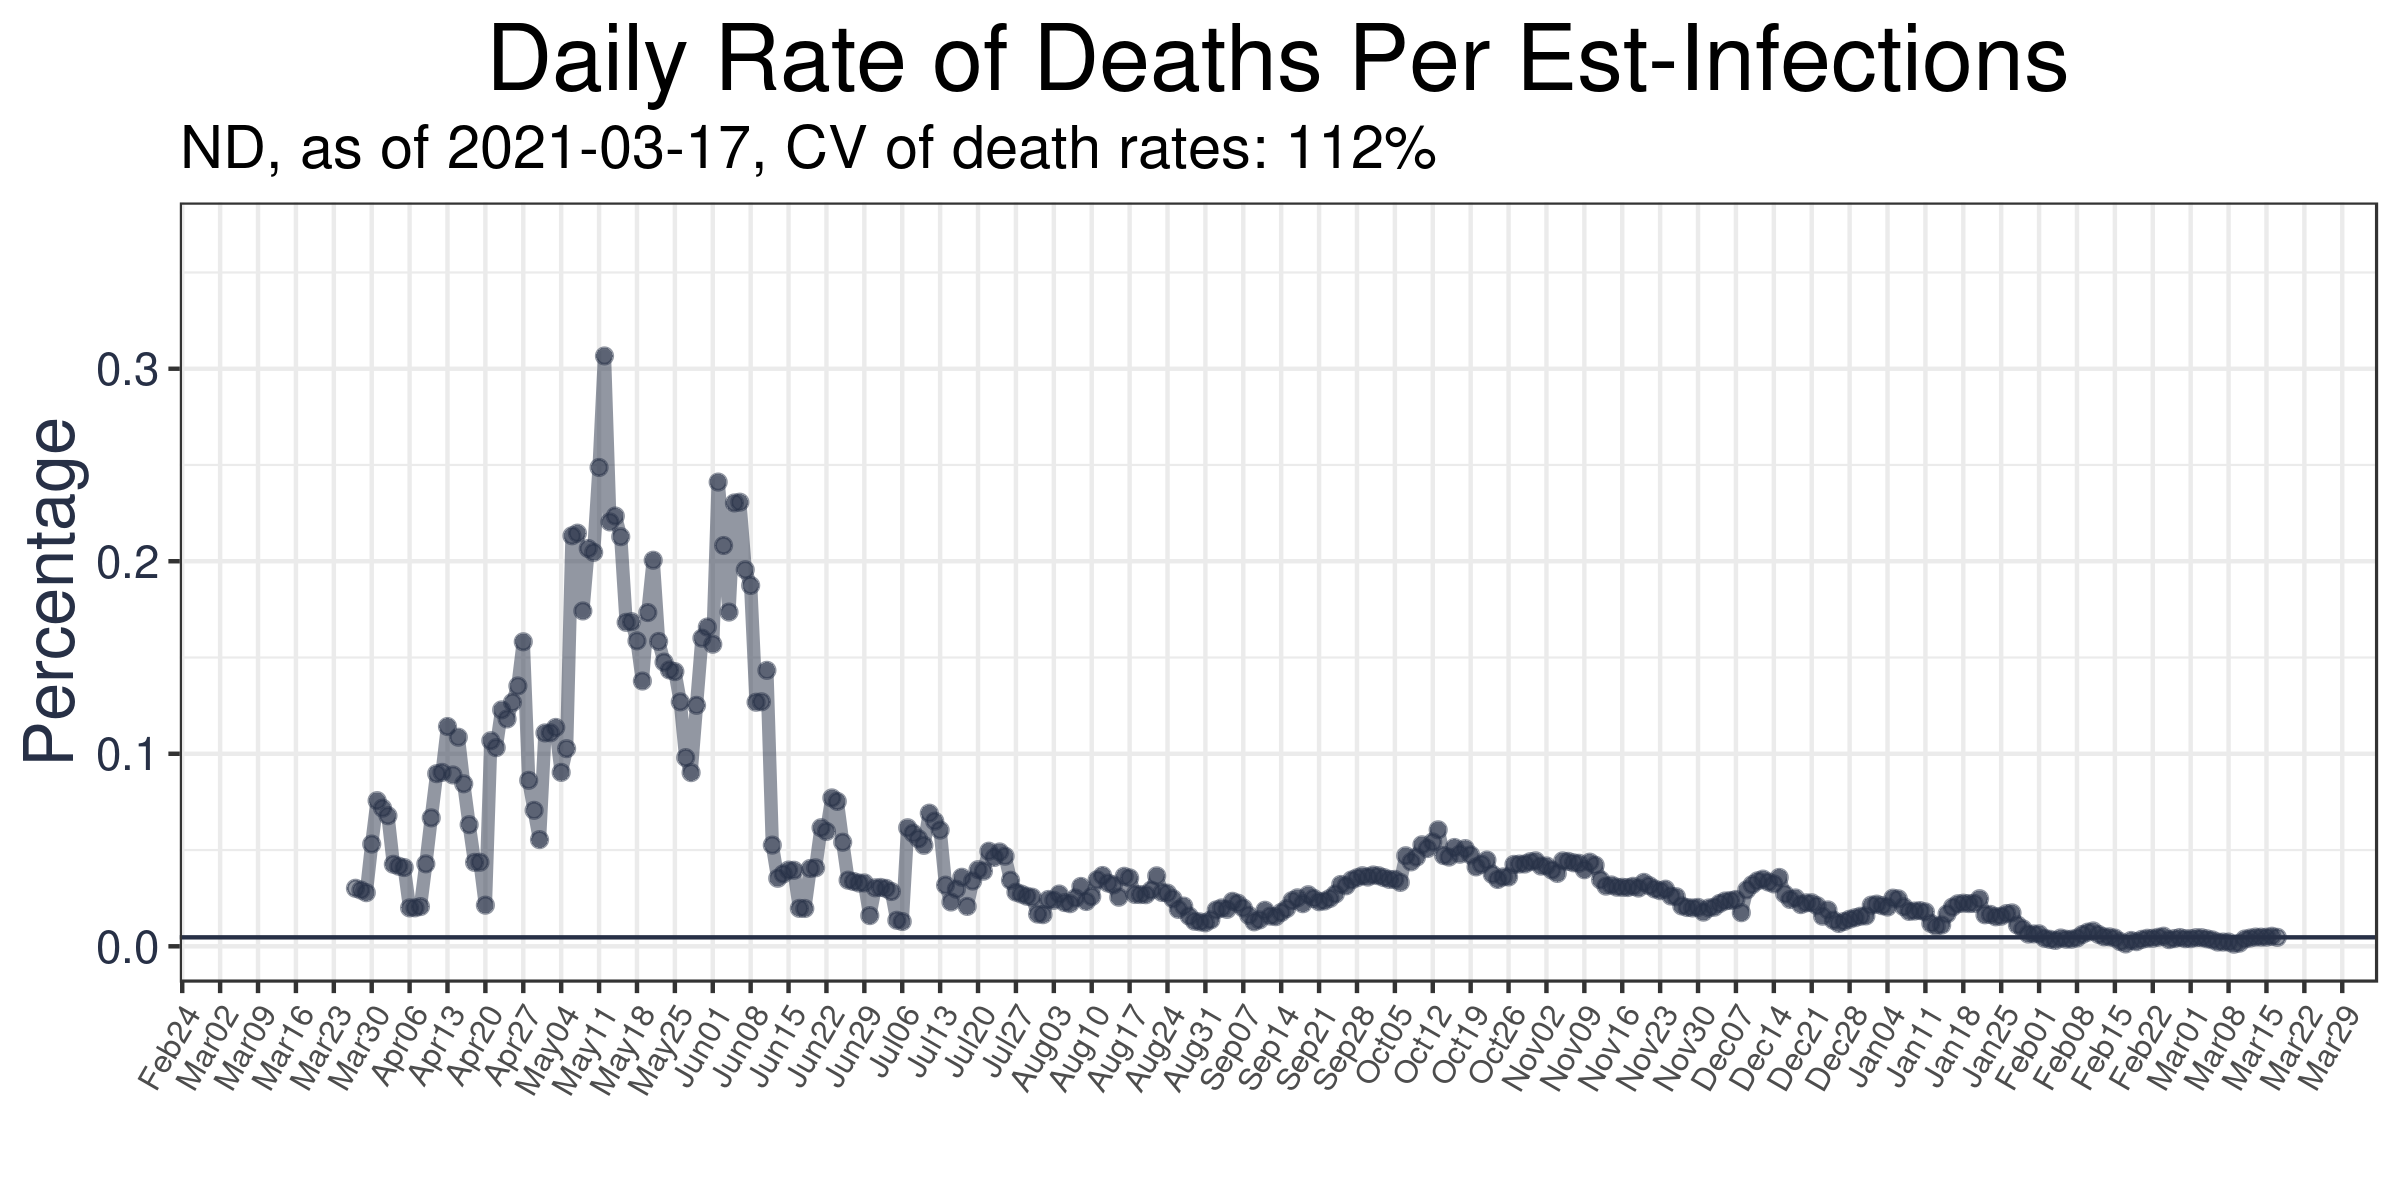 Daily Rate of Deaths Per Est-Infections
ND, as of 2021-03-17, CV of death rates: 112%
Percentage
0.3
0.2
0.1
0.0
Feb24
Mar02
Mar09
Mar16
Mar23
Mar30
Apr06
Apr13
Apr20
Apr27
May04
May11
May18
May25
Jun01
Jun08
Jun15
Jun22
Jun29
Jul06
Jul13
Jul20
Jul27
Aug03
Aug10
Aug17
Aug24
Aug31
Sep07
Sep14
Sep21
Sep28
Oct05
Oct12
Oct19
Oct26
Nov02
Nov09
Nov16
Nov23
Nov30
Dec07
Dec14
Dec21
Dec28
Jan04
Jan11
Jan18
Jan25
Feb01
Feb08
Feb15
Feb22
Mar01
Mar08
Mar15
Mar22
Mar29